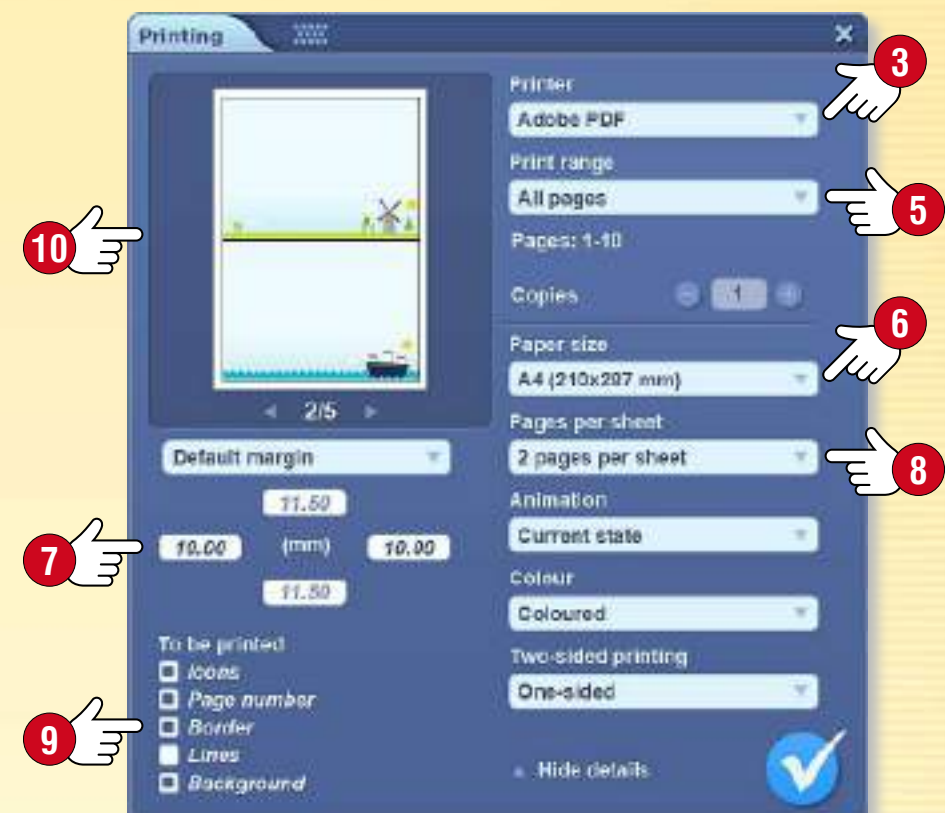 Printing
3
Printer
Adobe PDF
Print range
All pages
5
Pages: 1-10
10
Copies
1
6
Paper size
A4 (210x297 mm)
2/5
Pages per sheet
Default margin
2 pages per sheet
8
11.50
Animation
10.00
(mm)
10.00
Current state
7
11.50
Colour
Coloured
To be printed
Icons
Two-sided printing
Page number
One-sided
9
Border
Lines
Hide details
Background